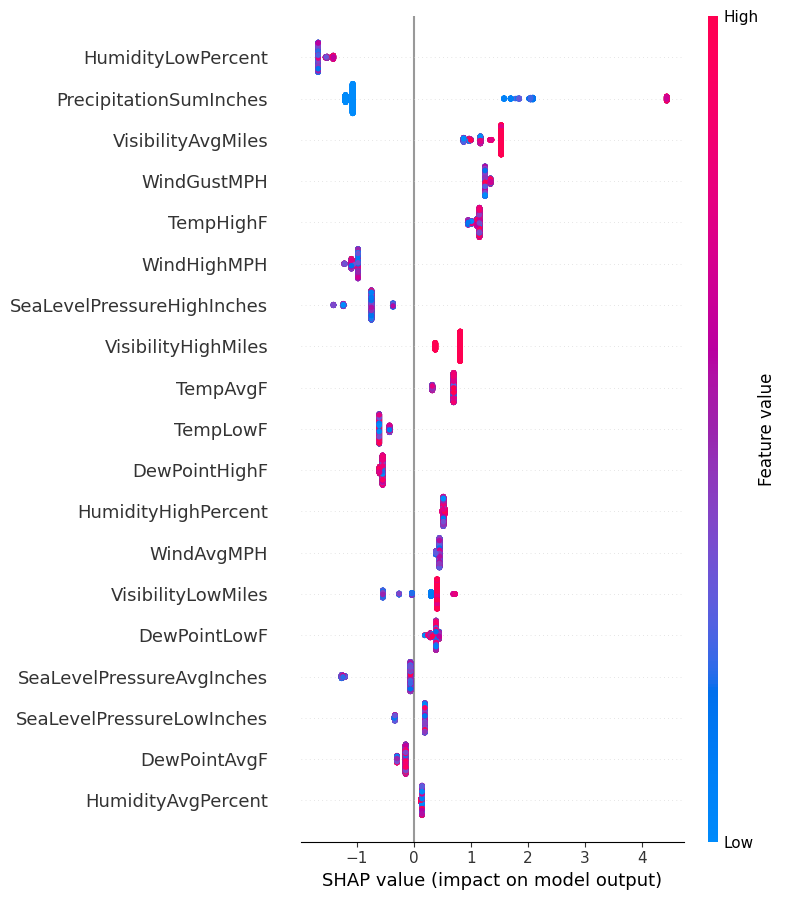 High
HumidityLowPercent
PrecipitationSumInches
VisibilityAvgMiles
WindGustMPH
TempHighF
WindHighMPH
SeaLevelPressureHighInches
VisibilityHighMiles
TempAvgF
TempLowF
DewPointHighF
HumidityHighPercent
WindAvgMPH
VisibilityLowMiles
DewPointLowF
SeaLevelPressureAvgInches
SeaLevelPressureLowInches
DewPointAvgF
HumidityAvgPercent
Feature value
Low
−1 0 1 2 3 4
SHAP value (impact on model output)